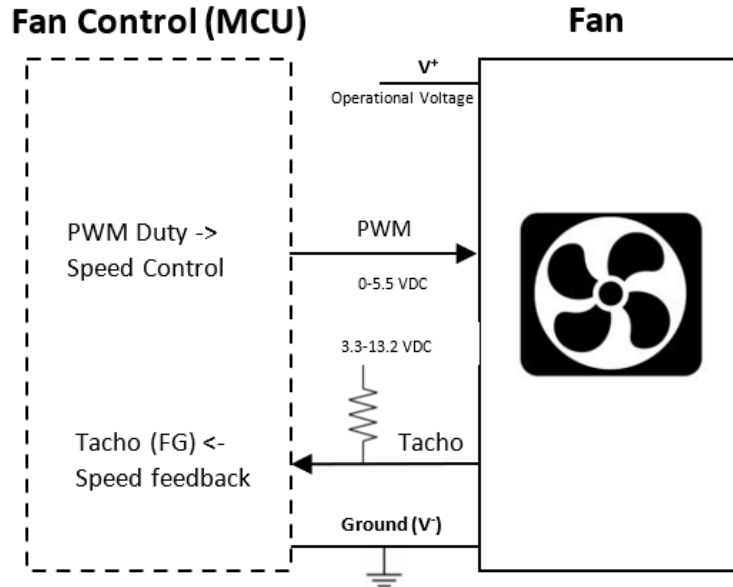 Fan Control (MCU)
Fan
V⁺
Operational Voltage
PWM Duty ->
Speed Control
PWM
0-5.5 VDC
3.3-13.2 VDC
Tacho (FG) <-
Speed feedback
Tacho
Ground (V⁻)